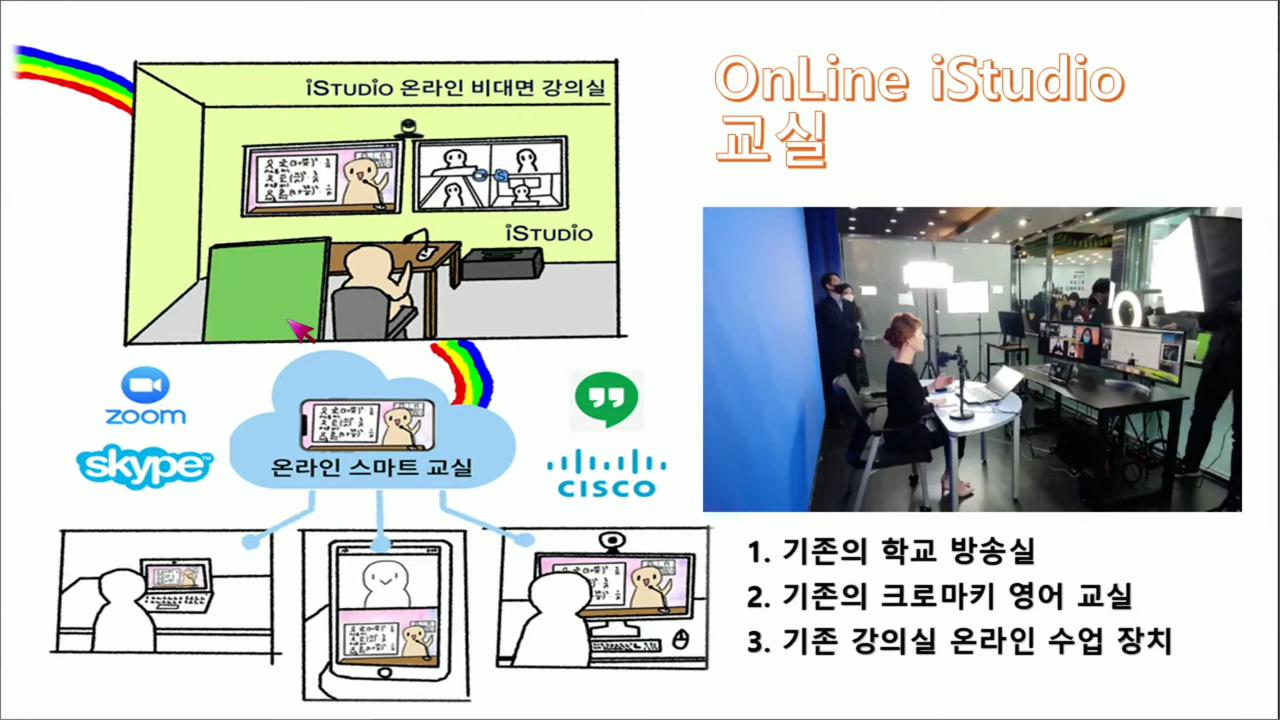 OnLine iStudio
교실
iSTUDIO 온라인 비대면 강의실
iSTUDIO
zoom
skype
온라인 스마트 교실
CISCO
1. 기존의 학교 방송실
2. 기존의 크로마키 영어 교실
3. 기존 강의실 온라인 수업 장치